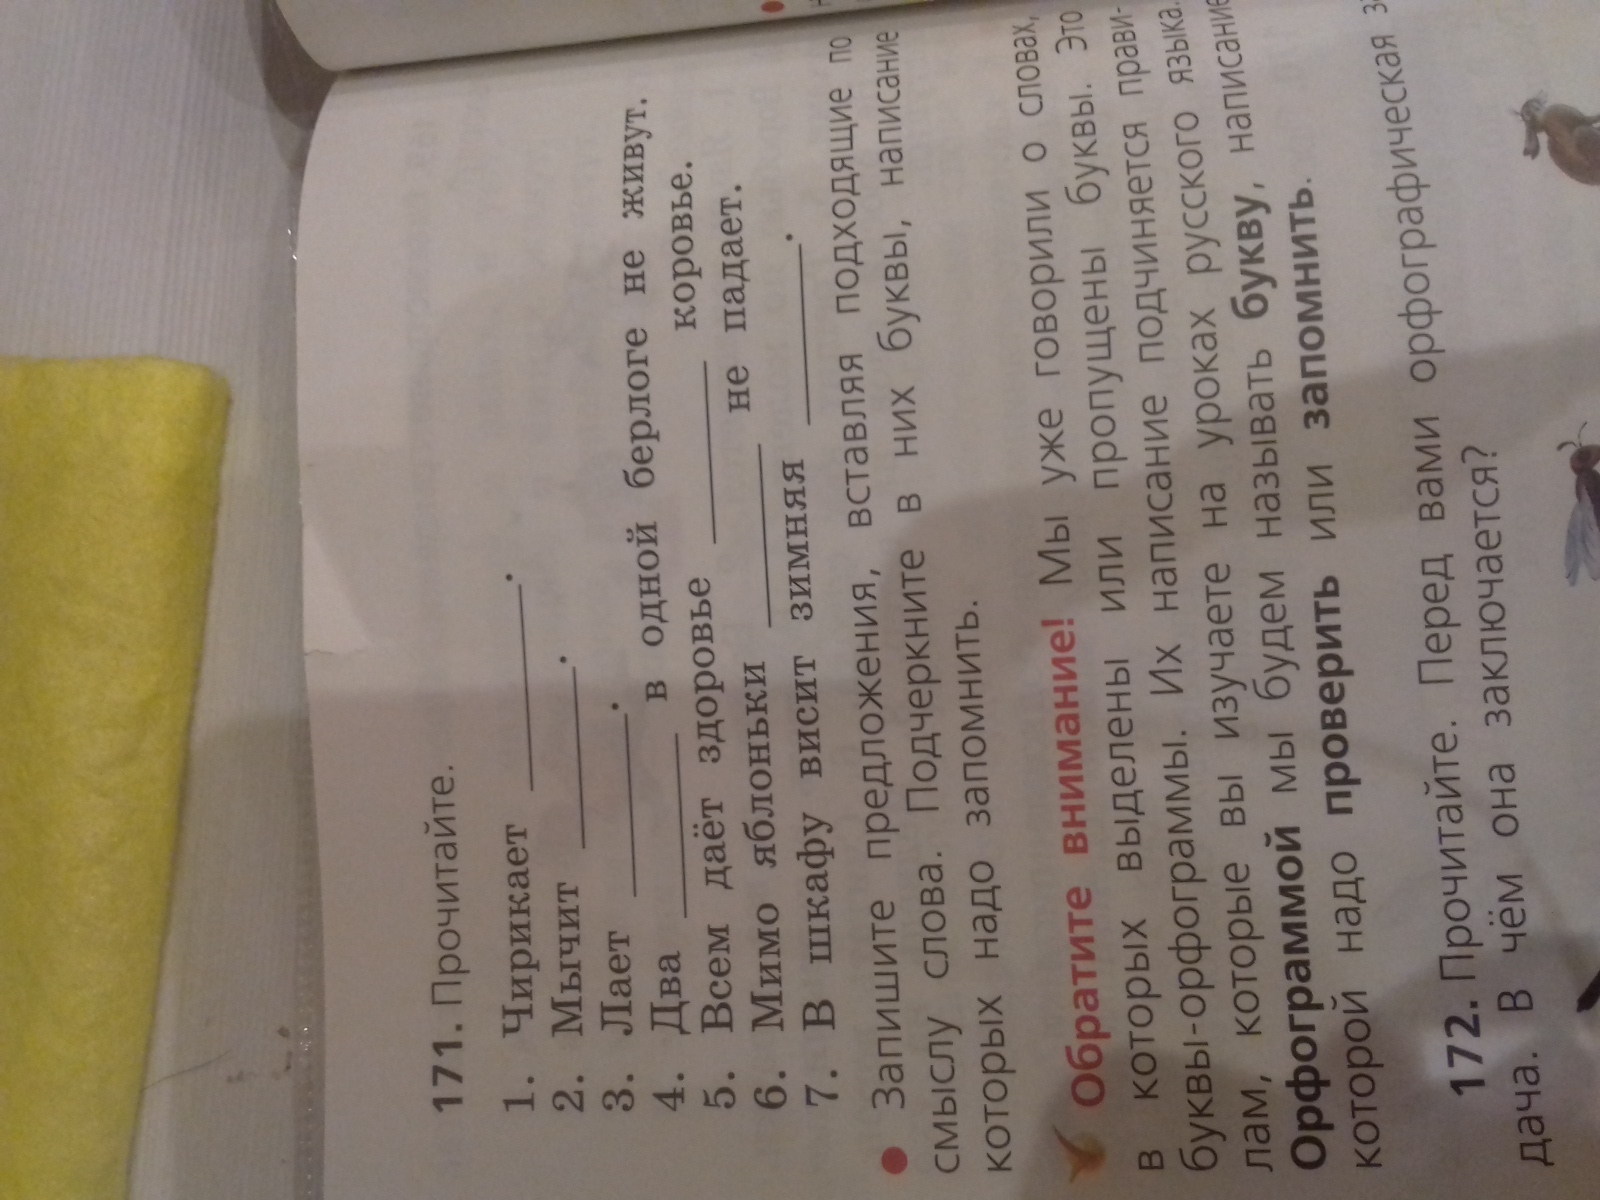 171. Прочитайте.
1. Чирикает ________.
2. Мычит ________.
3. Лает ________.
4. Два ________ в одной берлоге не живут.
5. Всем даёт здоровье ________ коровье.
6. Мимо яблоньки ________ не падает.
7. В шкафу висит зимняя ________.
● Запишите предложения, вставляя подходящие по
смыслу слова. Подчеркните в них буквы, написание
которых надо запомнить.
Обратите внимание! Мы уже говорили о словах,
в которых выделены или пропущены буквы. Это
буквы-орфограммы. Их написание подчиняется прави-
лам, которые вы изучаете на уроках русского языка.
Орфограммой мы будем называть букву, написание
которой надо проверить или запомнить.
172. Прочитайте. Перед вами орфографическая за-
дача. В чём она заключается?